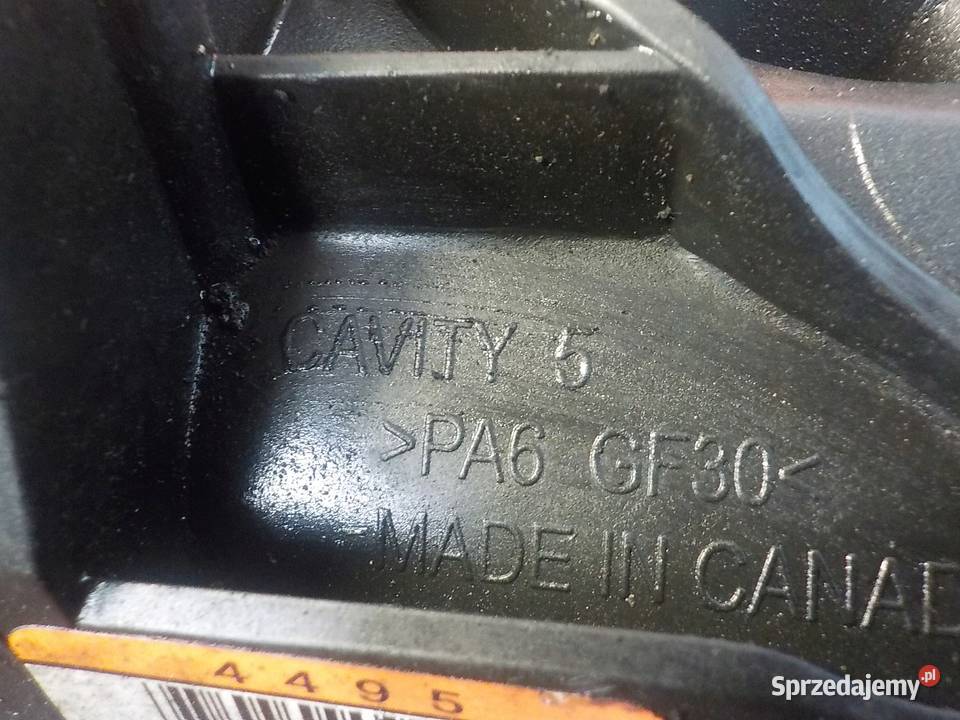 CAVITY 5
>PA6 GF30<
MADE IN CANAD
4495
Sprzedajemy.pl